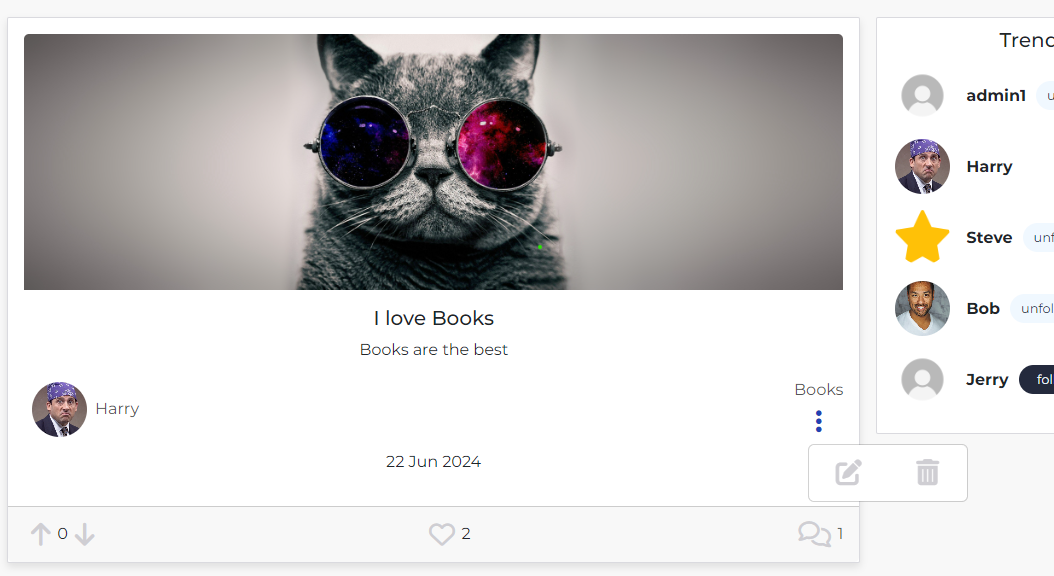 I love Books
Books are the best
Harry
Books
22 Jun 2024
0
2
1
Trend
admin1
u
Harry
Steve
unf
Bob
unfol
Jerry
fol